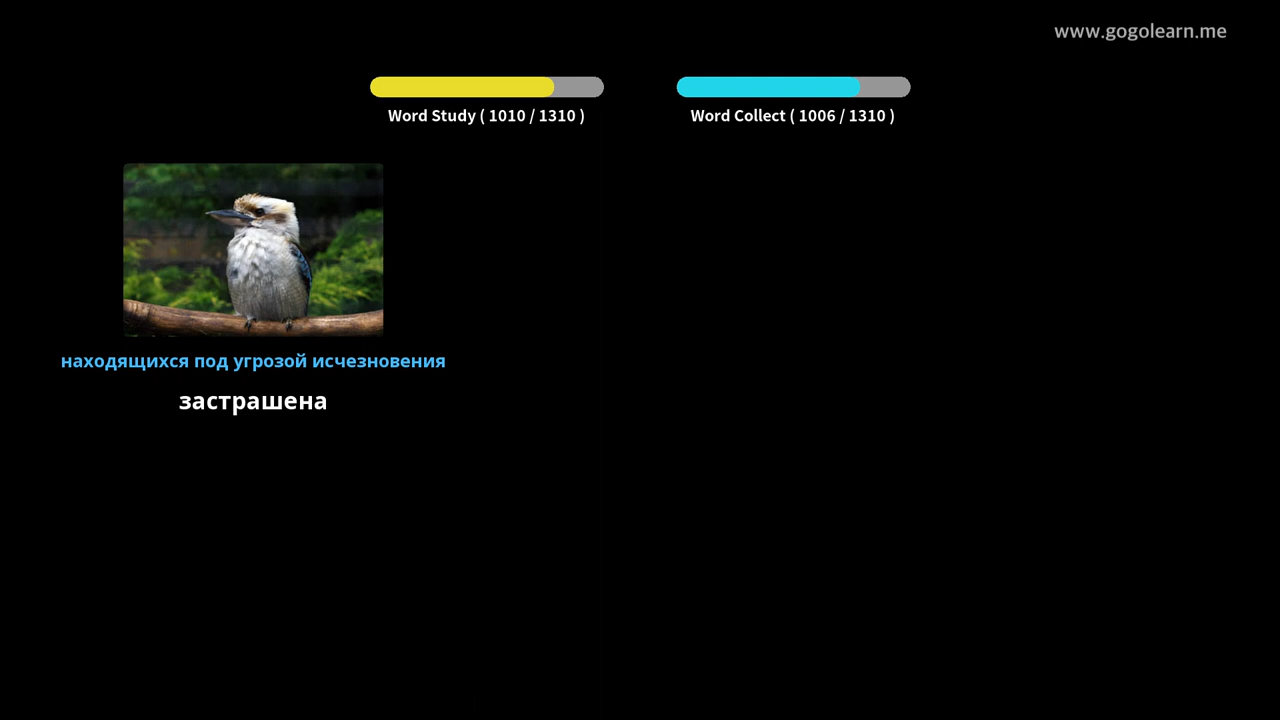 www.gogolearn.me
Word Study ( 1010 / 1310 )
Word Collect ( 1006 / 1310 )
находящихся под угрозой исчезновения
застрашена